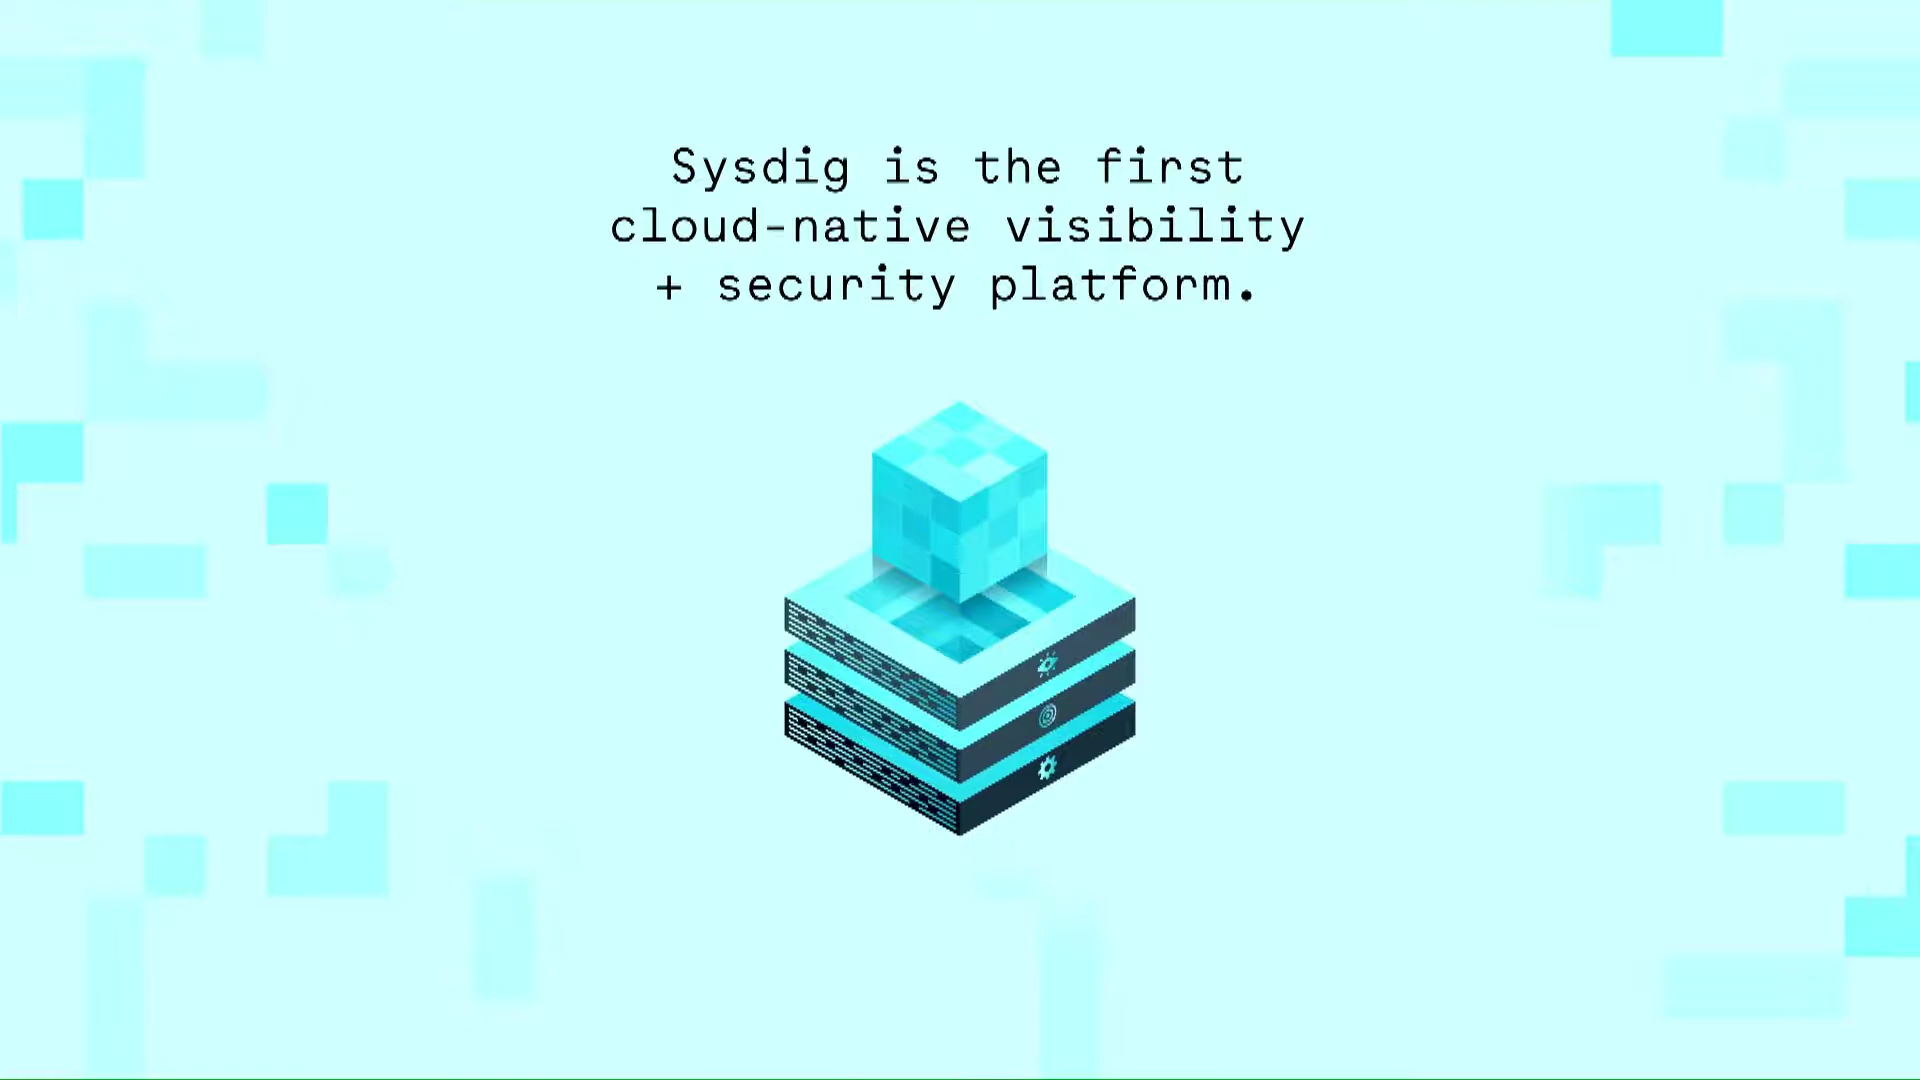 Sysdig is the first
cloud-native visibility
+ security platform.